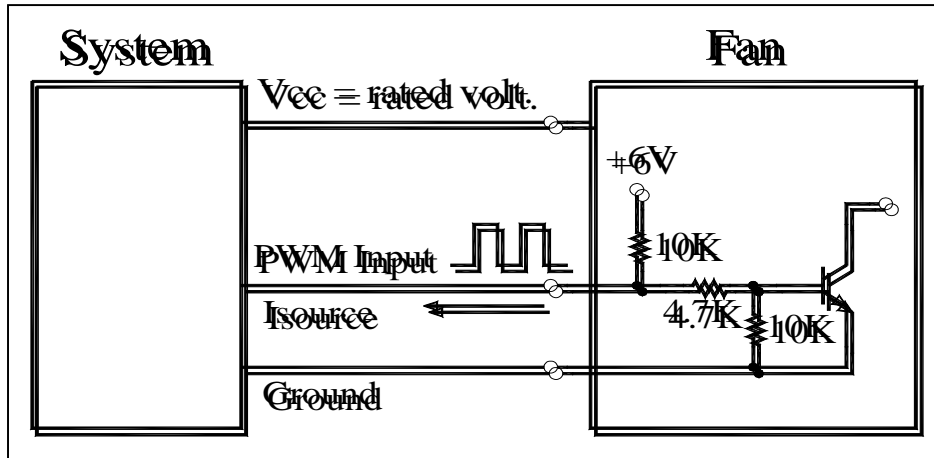 System
Fan
Vcc = rated volt.
+6V
10K
PWM Input
Isource
4.7K
10K
Ground